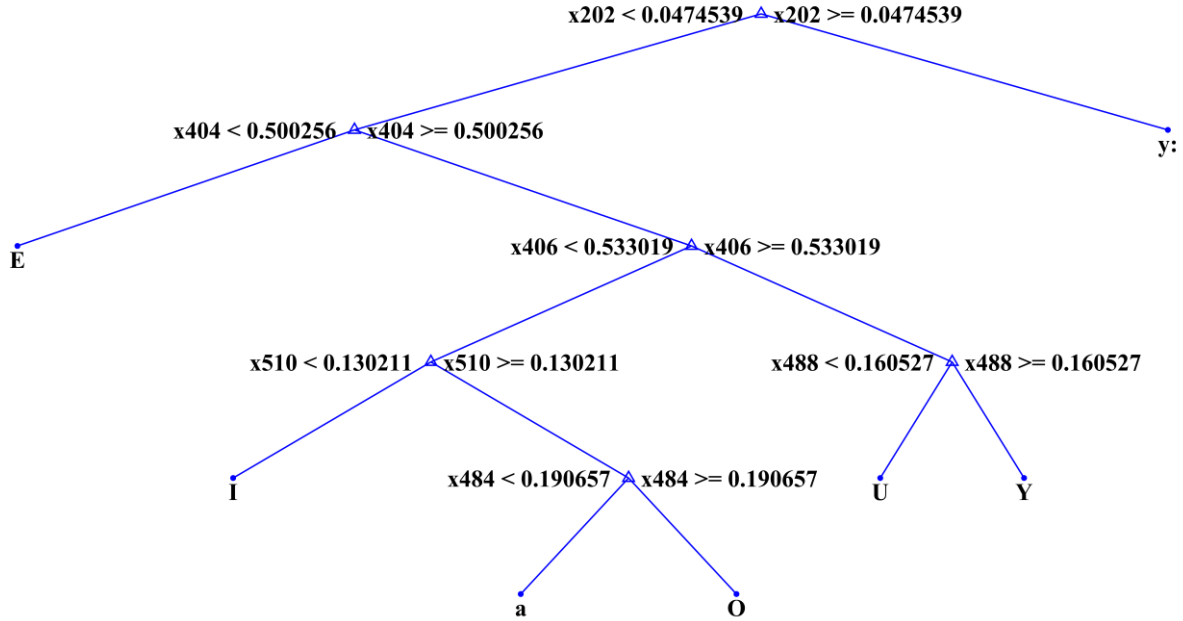 x202 < 0.0474539 x202 >= 0.0474539
x404 < 0.500256 x404 >= 0.500256
y:
E
x406 < 0.533019 x406 >= 0.533019
x510 < 0.130211 x510 >= 0.130211
x488 < 0.160527 x488 >= 0.160527
I
x484 < 0.190657 x484 >= 0.190657
U
Y
a
O